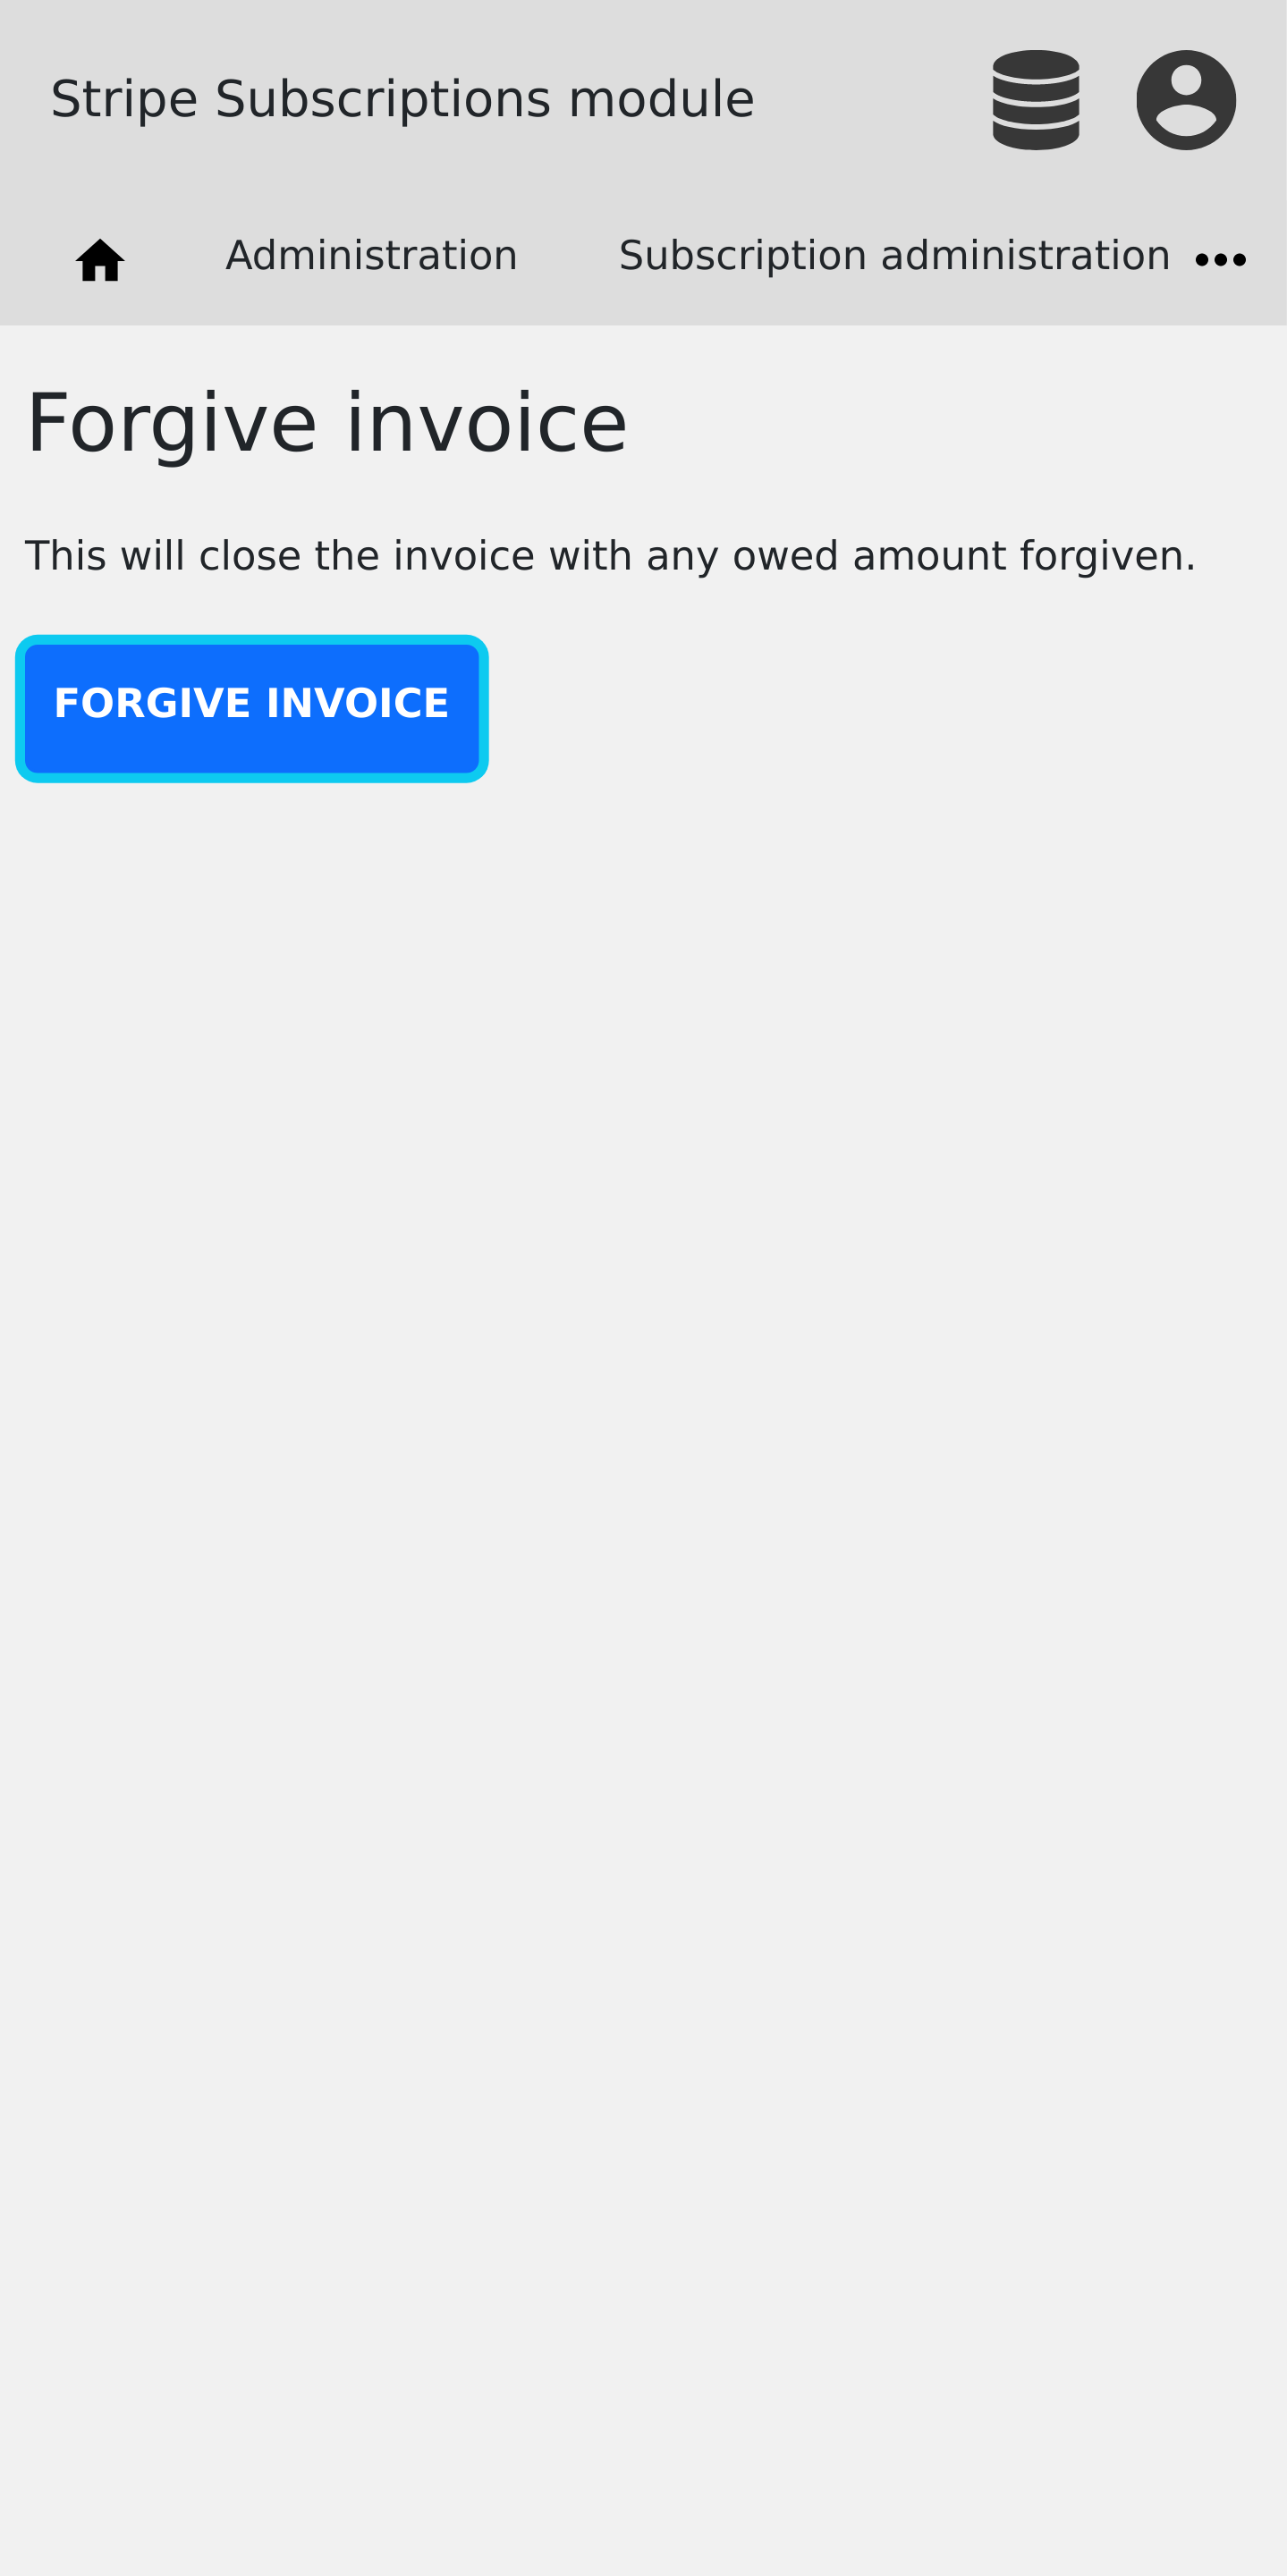 Stripe Subscriptions module
Administration Subscription administration
Forgive invoice
This will close the invoice with any owed amount forgiven.
FORGIVE INVOICE